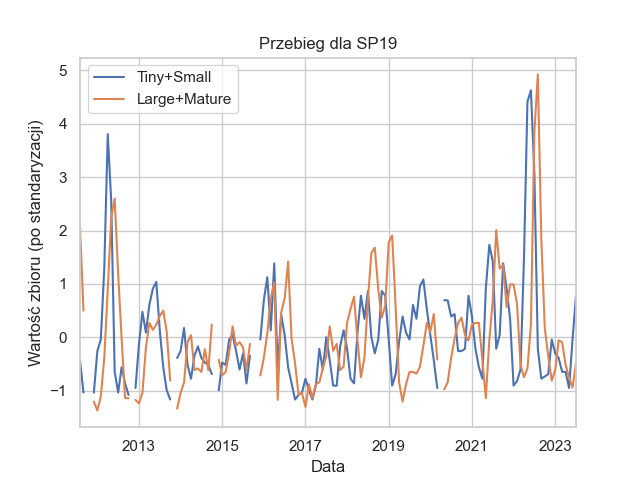 Przebieg dla SP19
Tiny+Small
Large+Mature
Wartość zbioru (po standaryzacji)
5
4
3
2
1
0
−1
2013 2015 2017 2019 2021 2023
Data